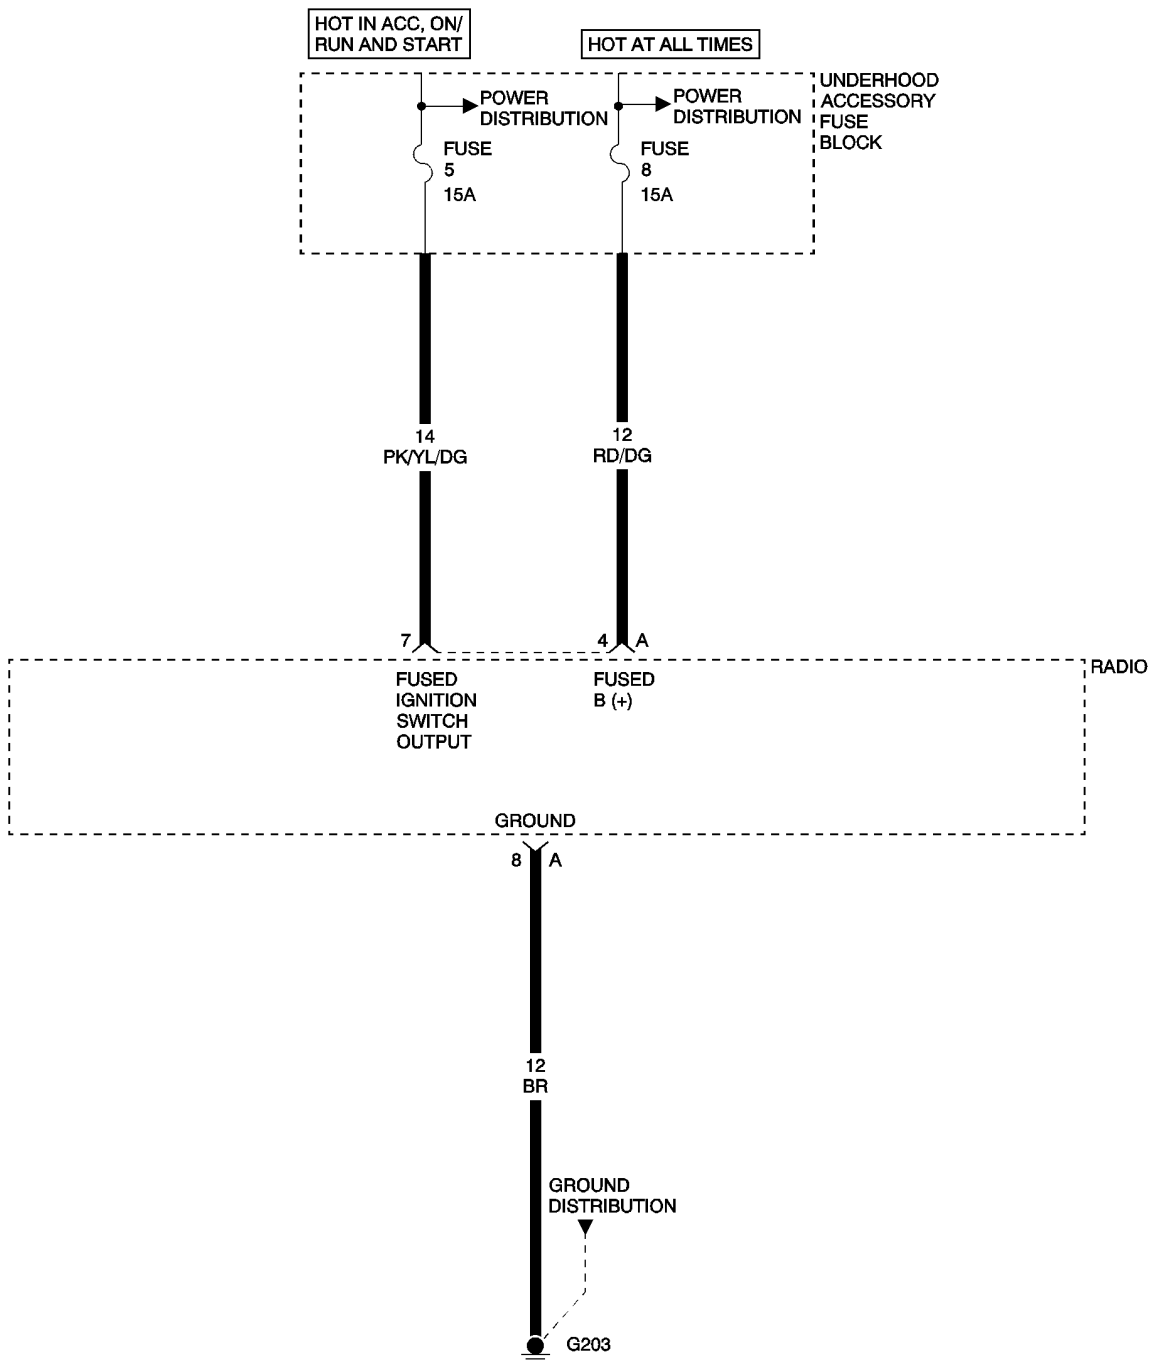 HOT IN ACC, ON/
RUN AND START
HOT AT ALL TIMES
UNDERHOOD
ACCESSORY
FUSE
BLOCK
POWER
DISTRIBUTION
POWER
DISTRIBUTION
FUSE
5
15A
FUSE
8
15A
14
PK/YL/DG
12
RD/DG
7
4
A
RADIO
FUSED
IGNITION
SWITCH
OUTPUT
FUSED
B (+)
GROUND
8
A
12
BR
GROUND
DISTRIBUTION
G203